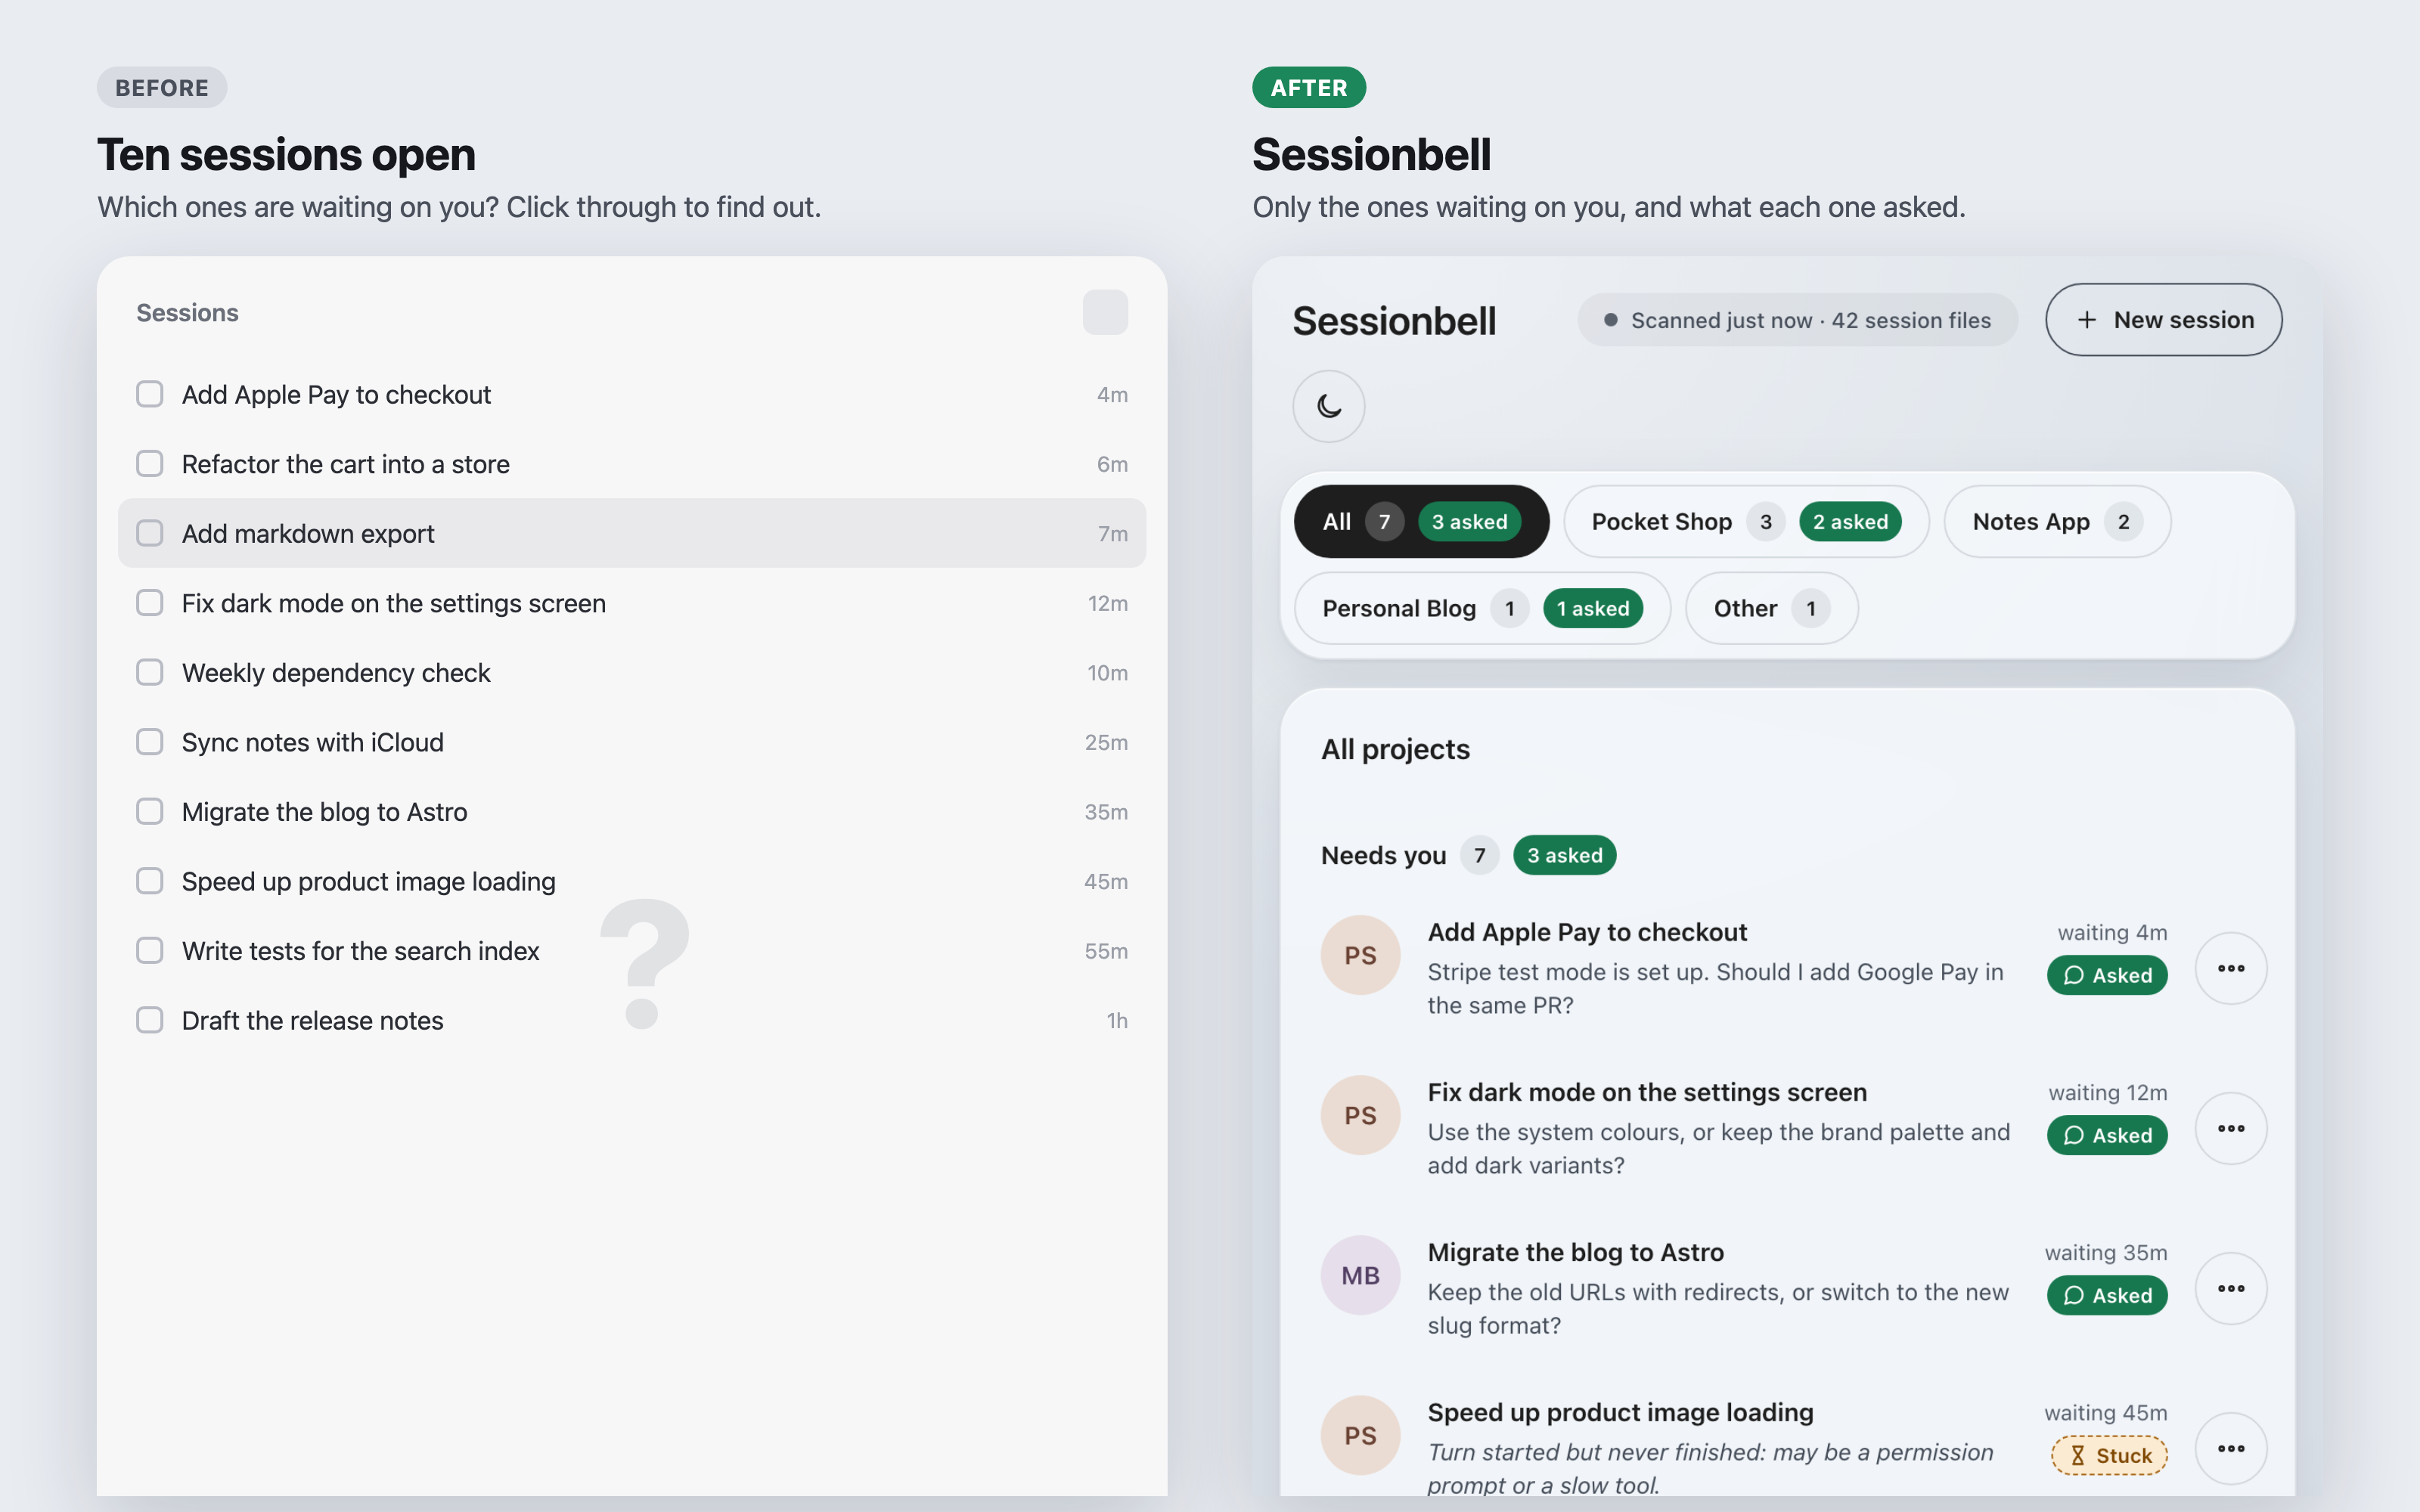 BEFORE
Ten sessions open
Which ones are waiting on you? Click through to find out.
Sessions
Add Apple Pay to checkout 4m
Refactor the cart into a store 6m
Add markdown export 7m
Fix dark mode on the settings screen 12m
Weekly dependency check 10m
Sync notes with iCloud 25m
Migrate the blog to Astro 35m
Speed up product image loading 45m
Write tests for the search index 55m
Draft the release notes 1h
?
AFTER
Sessionbell
Only the ones waiting on you, and what each one asked.
Sessionbell Scanned just now · 42 session files + New session
All 7 3 asked Pocket Shop 3 2 asked Notes App 2
Personal Blog 1 1 asked Other 1
All projects
Needs you 7 3 asked
PS
Add Apple Pay to checkout waiting 4m
Stripe test mode is set up. Should I add Google Pay in
the same PR?
Asked
PS
Fix dark mode on the settings screen waiting 12m
Use the system colours, or keep the brand palette and
add dark variants?
Asked
MB
Migrate the blog to Astro waiting 35m
Keep the old URLs with redirects, or switch to the new
slug format?
Asked
PS
Speed up product image loading waiting 45m
Turn started but never finished: may be a permission
prompt or a slow tool.
Stuck